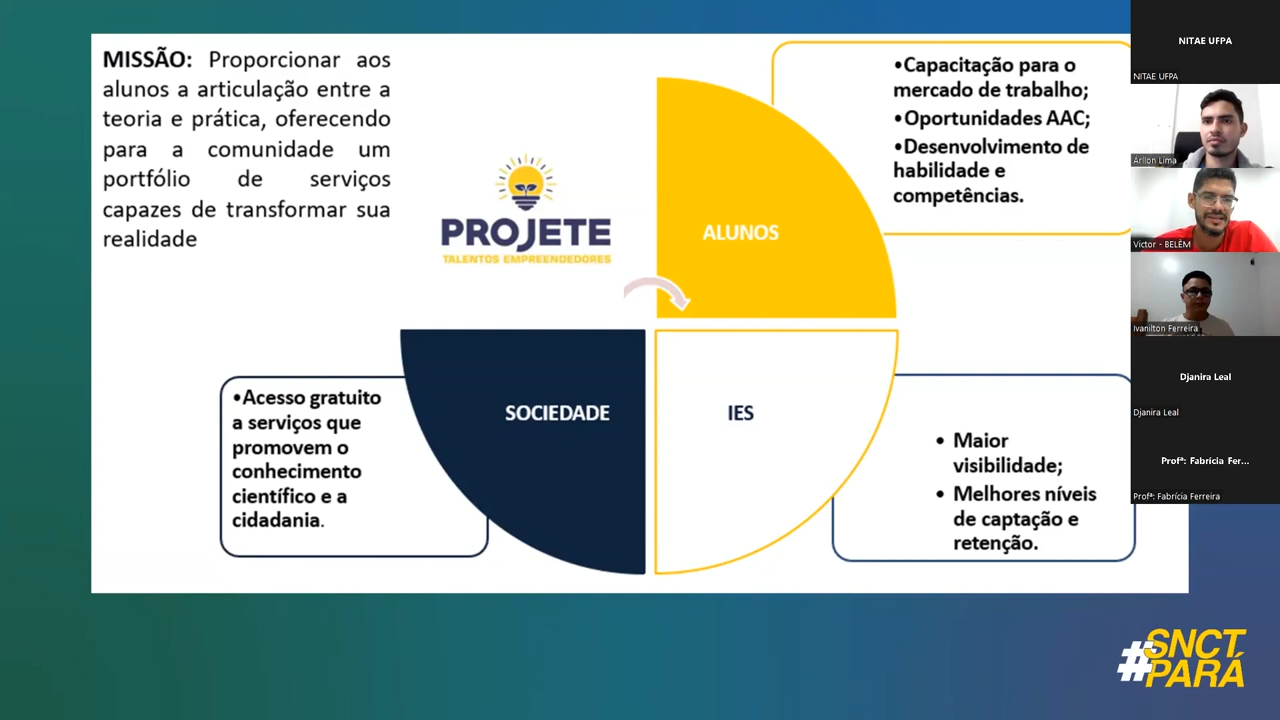 MISSÃO: Proporcionar aos
alunos a articulação entre a
teoria e prática, oferecendo
para a comunidade um
portfólio de serviços
capazes de transformar sua
realidade
PROJETE
TALENTOS EMPREENDEDORES
ALUNOS
•Capacitação para o
mercado de trabalho;
•Oportunidades AAC;
•Desenvolvimento de
habilidade e
competências.
SOCIEDADE
•Acesso gratuito
a serviços que
promovem o
conhecimento
científico e a
cidadania.
IES
• Maior
visibilidade;
• Melhores níveis
de captação e
retenção.
NITAE UFPA
NITAE UFPA
Arllon Lima
Victor - BELÉM
Ivanilton Ferreira
Djanira Leal
Djanira Leal
Profª: Fabrícia Fer...
Profª: Fabrícia Ferreira
#SNCT
PARÁ